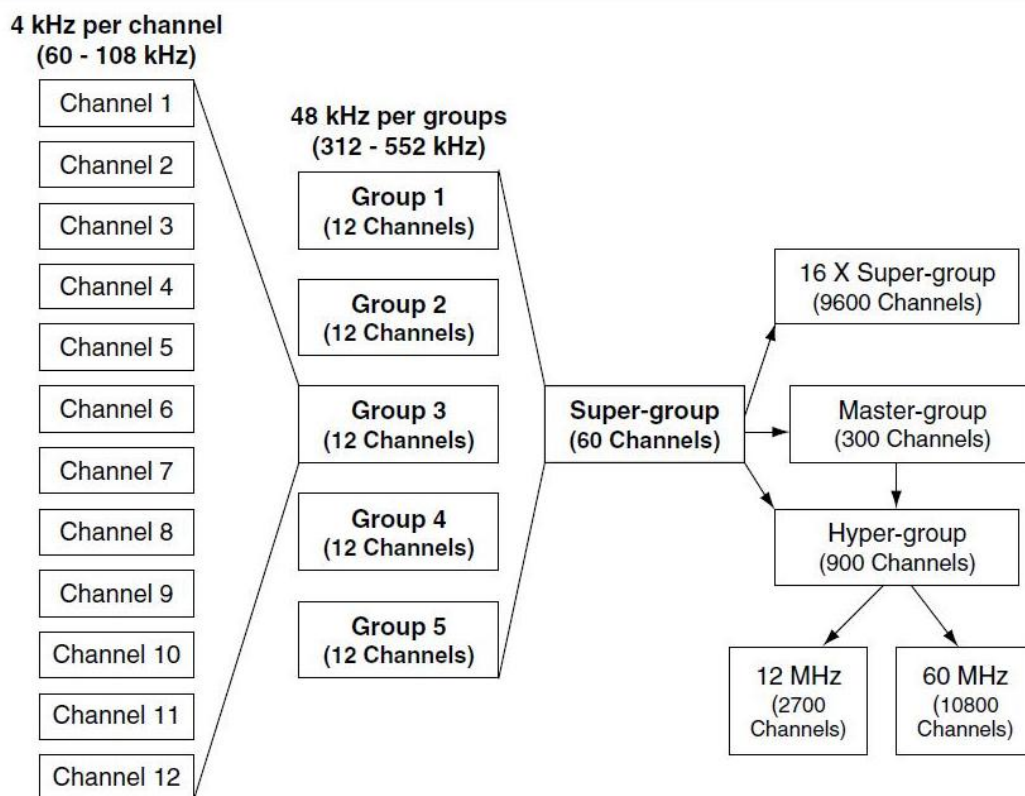 4 kHz per channel
(60 - 108 kHz)
Channel 1
Channel 2
Channel 3
Channel 4
Channel 5
Channel 6
Channel 7
Channel 8
Channel 9
Channel 10
Channel 11
Channel 12
48 kHz per groups
(312 - 552 kHz)
Group 1
(12 Channels)
Group 2
(12 Channels)
Group 3
(12 Channels)
Group 4
(12 Channels)
Group 5
(12 Channels)
Super-group
(60 Channels)
16 X Super-group
(9600 Channels)
Master-group
(300 Channels)
Hyper-group
(900 Channels)
12 MHz
(2700
Channels)
60 MHz
(10800
Channels)